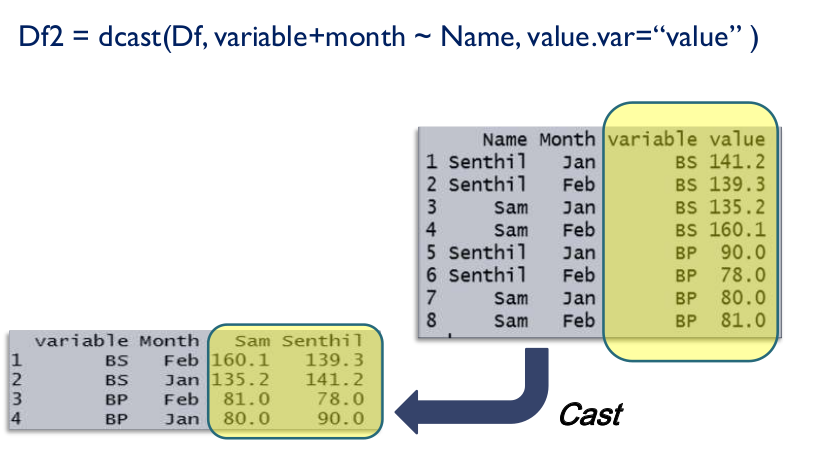 Df2 = dcast(Df, variable+month ~ Name, value.var=“value” )
Name Month variable value
1 Senthil Jan BS 141.2
2 Senthil Feb BS 139.3
3 Sam Jan BS 135.2
4 Sam Feb BS 160.1
5 Senthil Jan BP 90.0
6 Senthil Feb BP 78.0
7 Sam Jan BP 80.0
8 Sam Feb BP 81.0
variable Month Sam Senthil
1 BS Feb 160.1 139.3
2 BS Jan 135.2 141.2
3 BP Feb 81.0 78.0
4 BP Jan 80.0 90.0
Cast